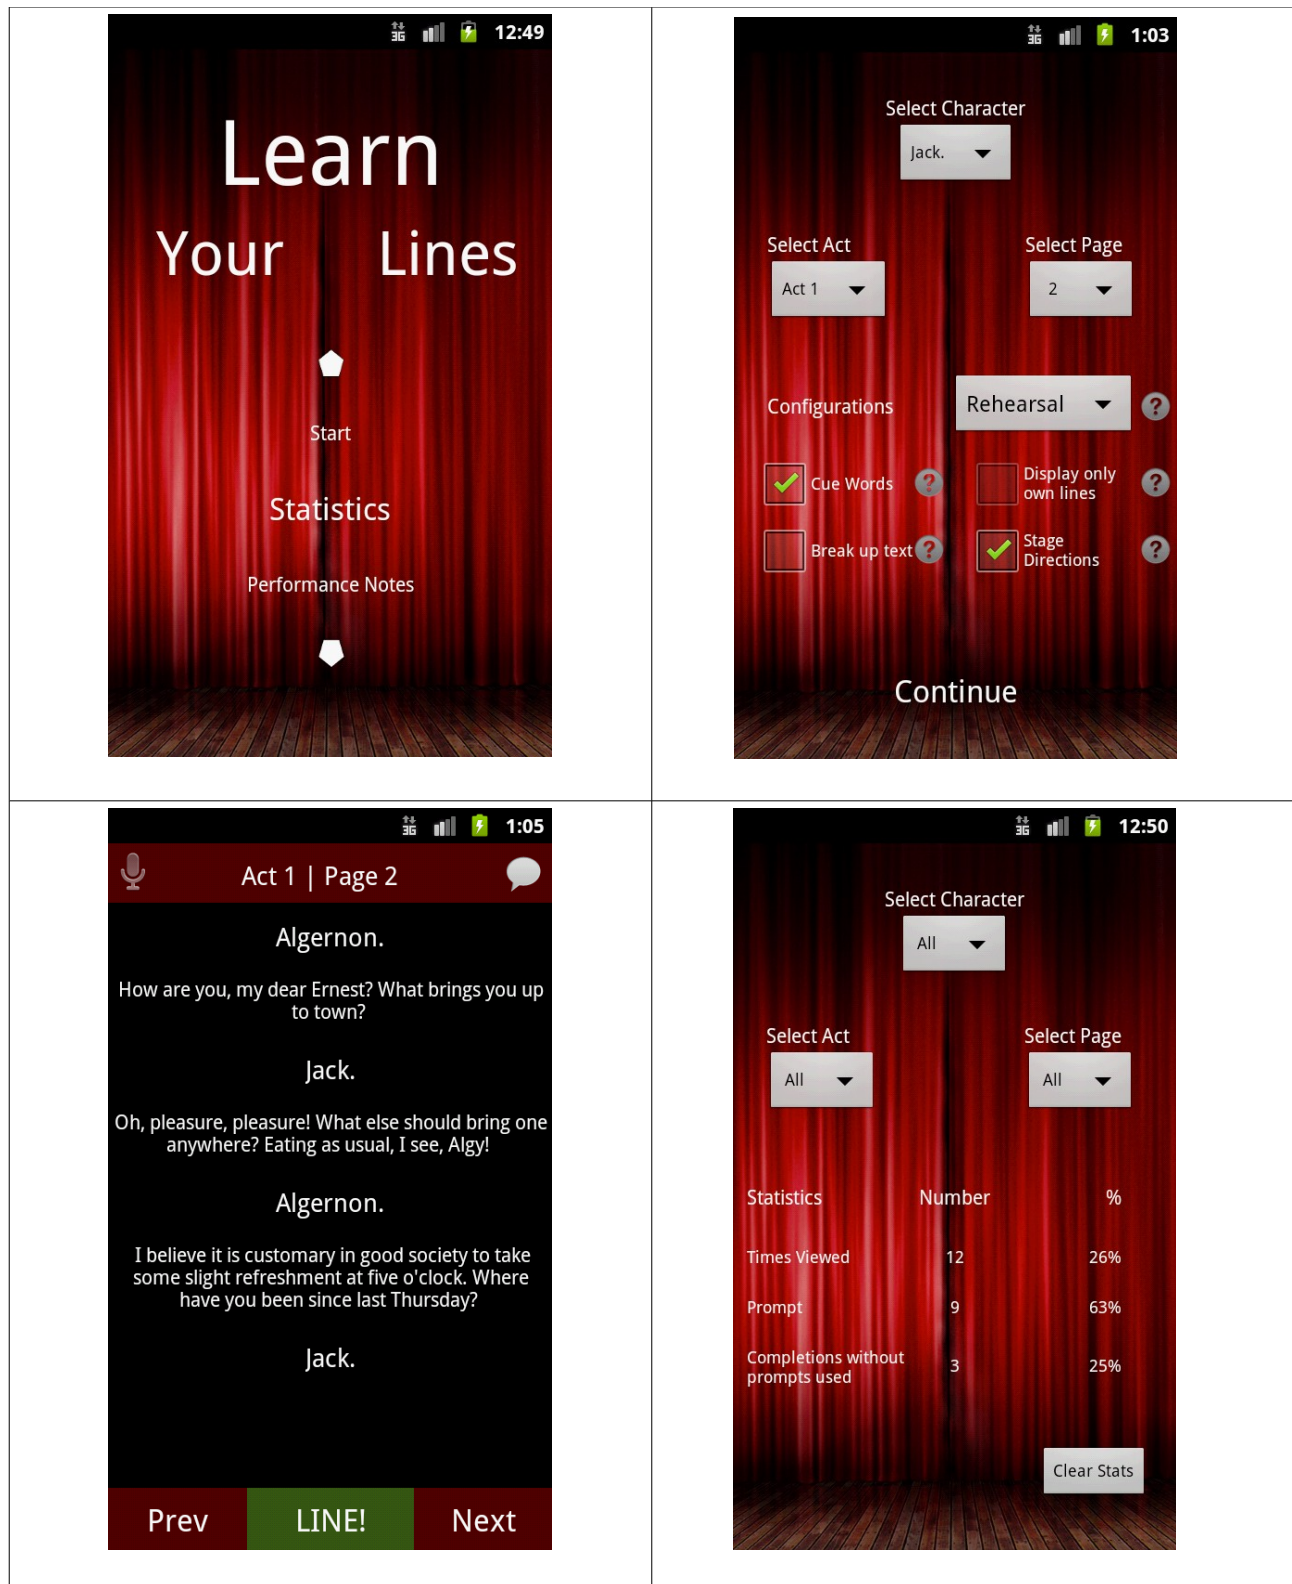 3G 12:49
Learn
Your Lines
Start
Statistics
Performance Notes
3G 1:03
Select Character
Jack.
Select Act Select Page
Act 1 2
Configurations Rehearsal ?
Cue Words ? Display only
own lines ?
Break up text ? Stage
Directions ?
Continue
3G 1:05
Act 1 | Page 2
Algernon.
How are you, my dear Ernest? What brings you up
to town?
Jack.
Oh, pleasure, pleasure! What else should bring one
anywhere? Eating as usual, I see, Algy!
Algernon.
I believe it is customary in good society to take
some slight refreshment at five o'clock. Where
have you been since last Thursday?
Jack.
Prev LINE! Next
3G 12:50
Select Character
All
Select Act Select Page
All All
Statistics Number %
Times Viewed 12 26%
Prompt 9 63%
Completions without
prompts used 3 25%
Clear Stats